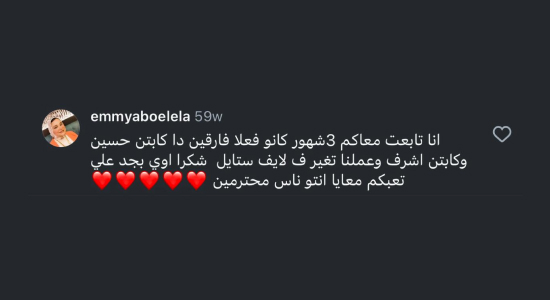 emmyaboelela 59w
انا تابعت معاكم 3شهور كانو فعلا فارقين دا كابتن حسين
وكابتن اشرف وعملنا تغير ف لايف ستايل شكرا اوي بجد علي
تعبكم معايا انتو ناس محترمين ❤️❤️❤️❤️❤️